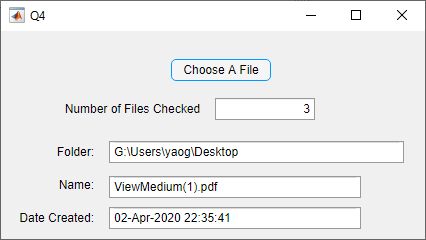 Q4
Choose A File
Number of Files Checked 3
Folder: G:\Users\yaog\Desktop
Name: ViewMedium(1).pdf
Date Created: 02-Apr-2020 22:35:41